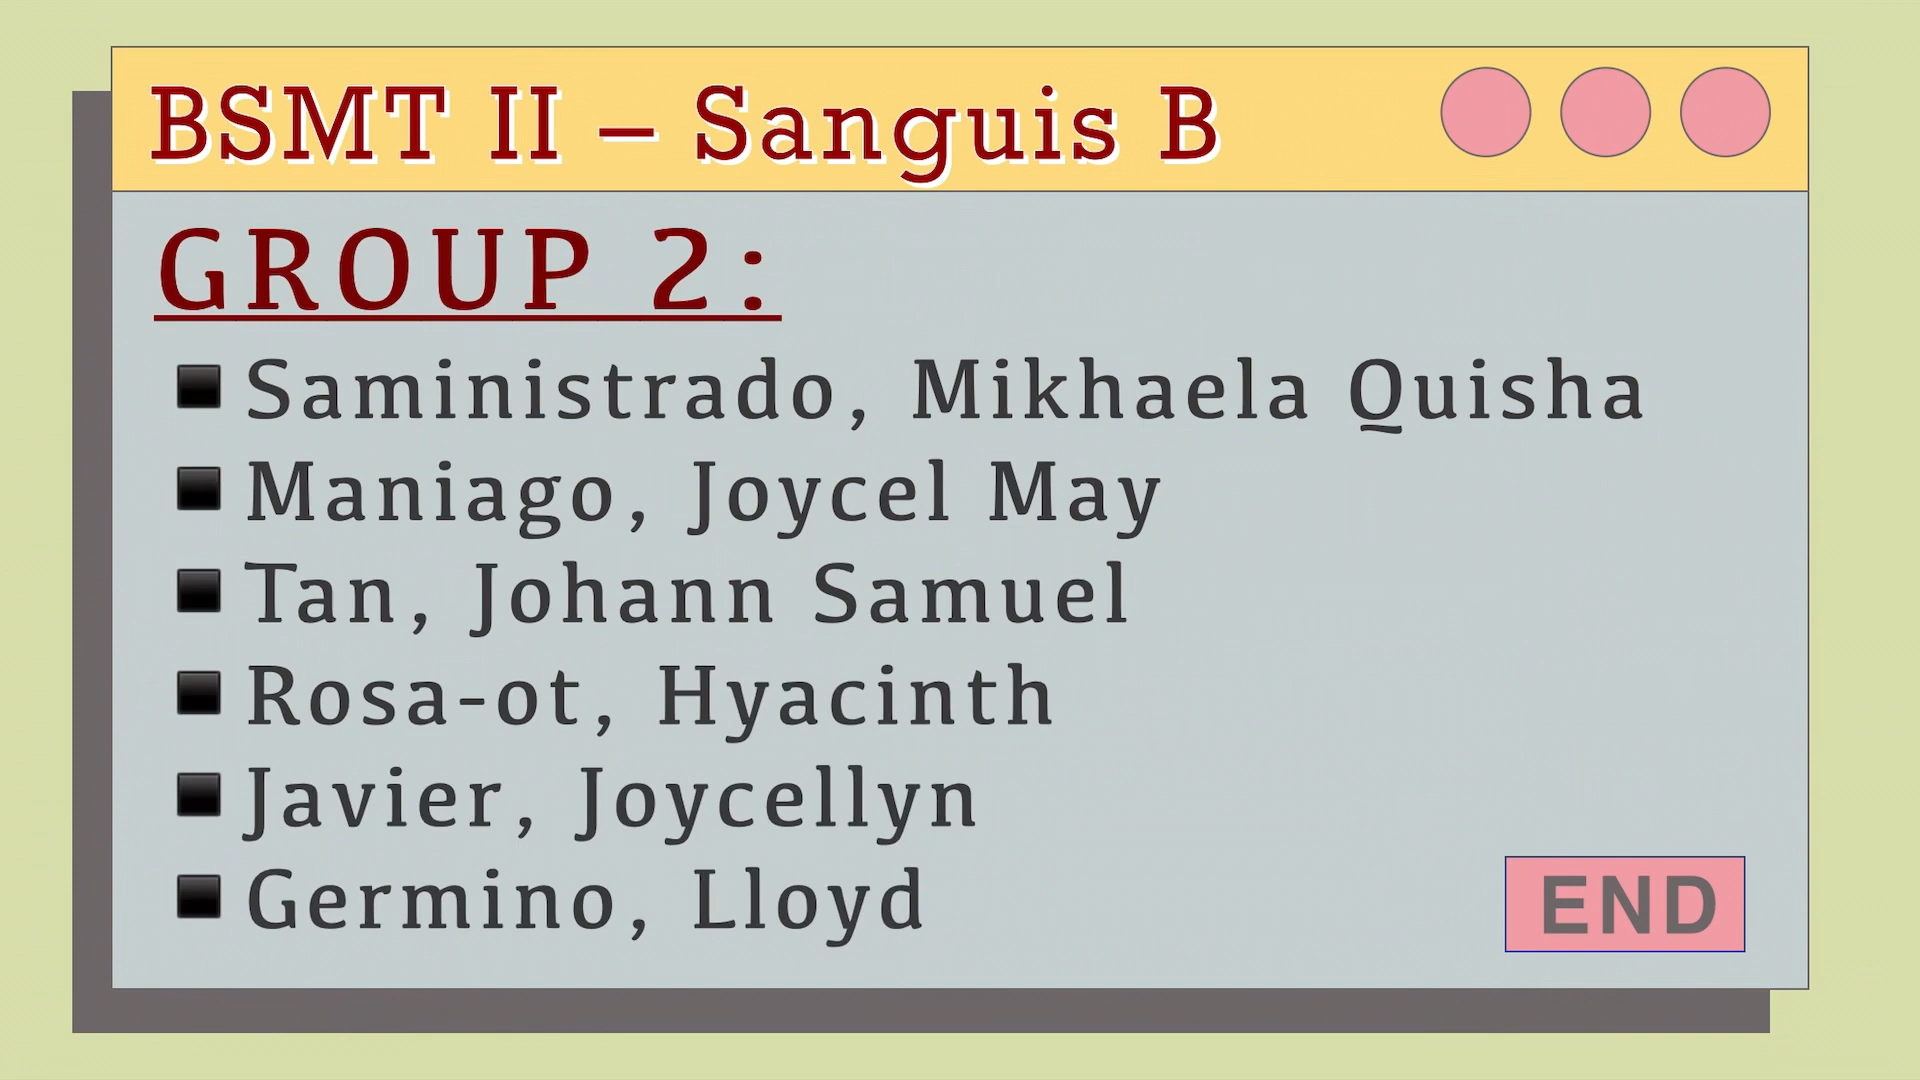 BSMT II – Sanguis B
GROUP 2:
Saministrado, Mikhaela Quisha
Maniago, Joycel May
Tan, Johann Samuel
Rosa-ot, Hyacinth
Javier, Joycellyn
Germino, Lloyd
END